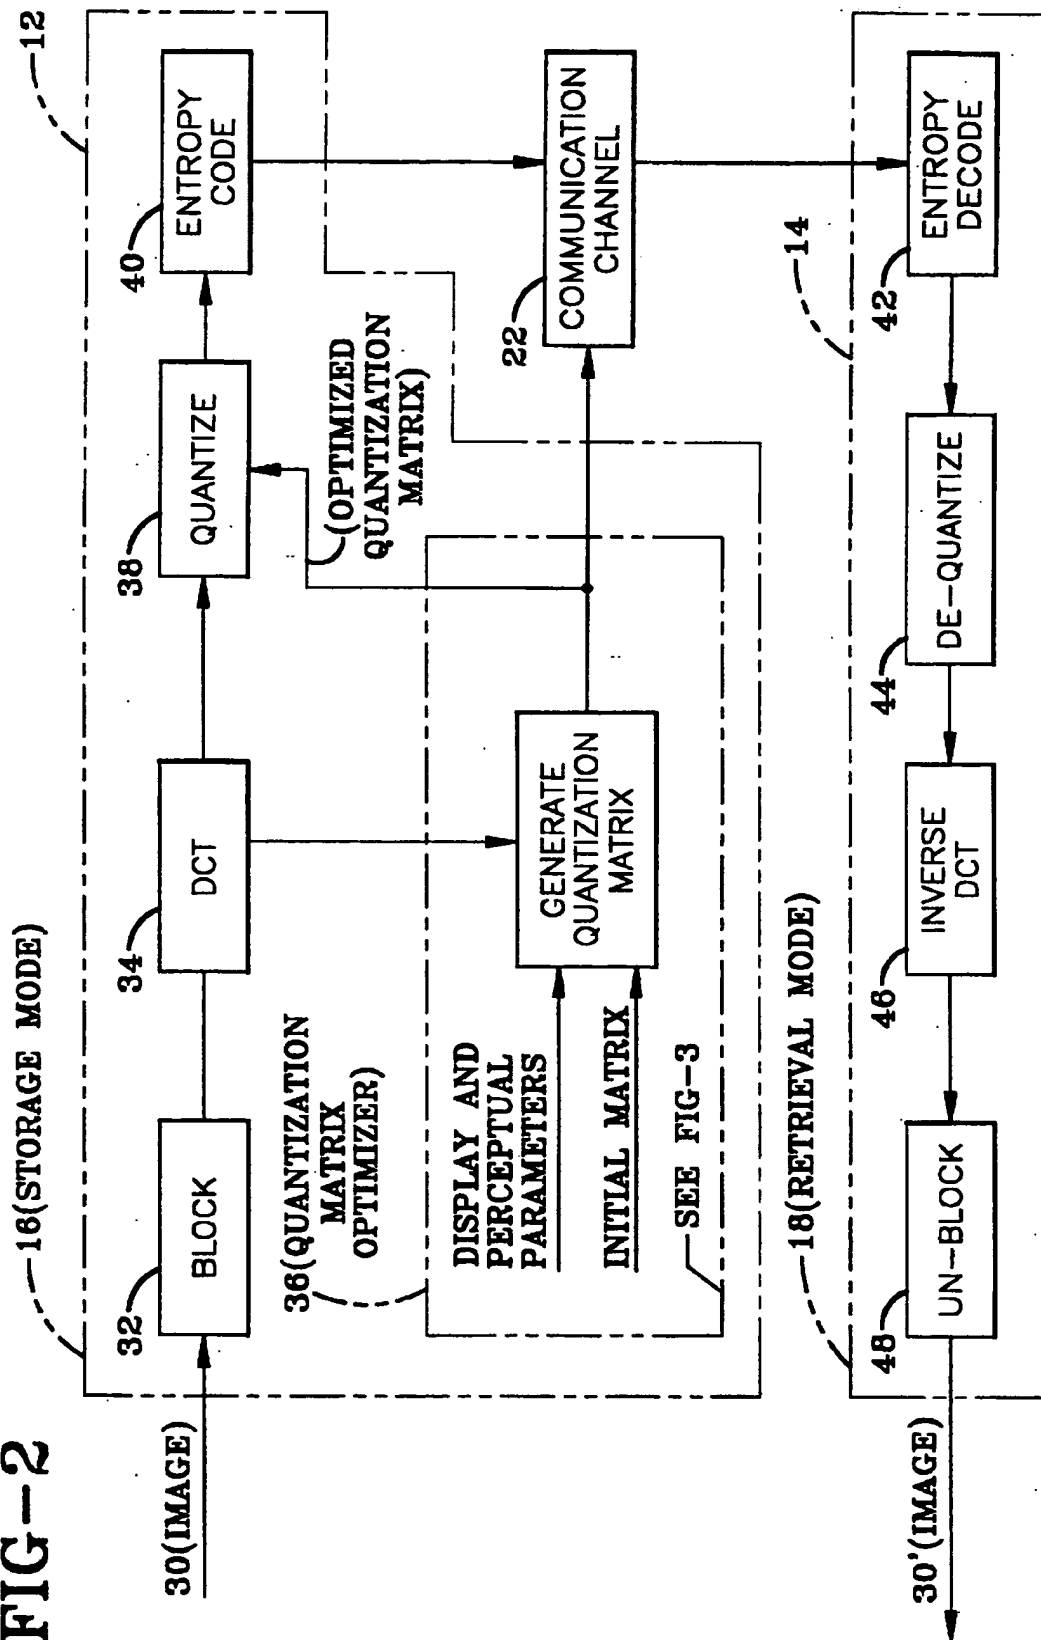 FIG-2
16(STORAGE MODE)
12
30(IMAGE)
32
BLOCK
34
DCT
38
QUANTIZE
40
ENTROPY
CODE
36(QUANTIZATION
MATRIX
OPTIMIZER)
(OPTIMIZED
QUANTIZATION
MATRIX)
DISPLAY AND
PERCEPTUAL
PARAMETERS
INITIAL MATRIX
GENERATE
QUANTIZATION
MATRIX
22
COMMUNICATION
CHANNEL
SEE FIG-3
18(RETRIEVAL MODE)
14
30'(IMAGE)
48
UN-BLOCK
46
INVERSE
DCT
44
DE-QUANTIZE
42
ENTROPY
DECODE